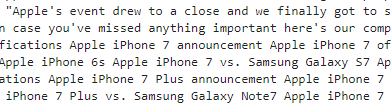 "Apple's event drew to a close and we finally got to s
n case you've missed anything important here's our comp
fications Apple iPhone 7 announcement Apple iPhone 7 of
Apple iPhone 6s Apple iPhone 7 vs. Samsung Galaxy S7 Ap
ations Apple iPhone 7 Plus announcement Apple iPhone 7
iPhone 7 Plus vs. Samsung Galaxy Note7 Apple iPhone 7